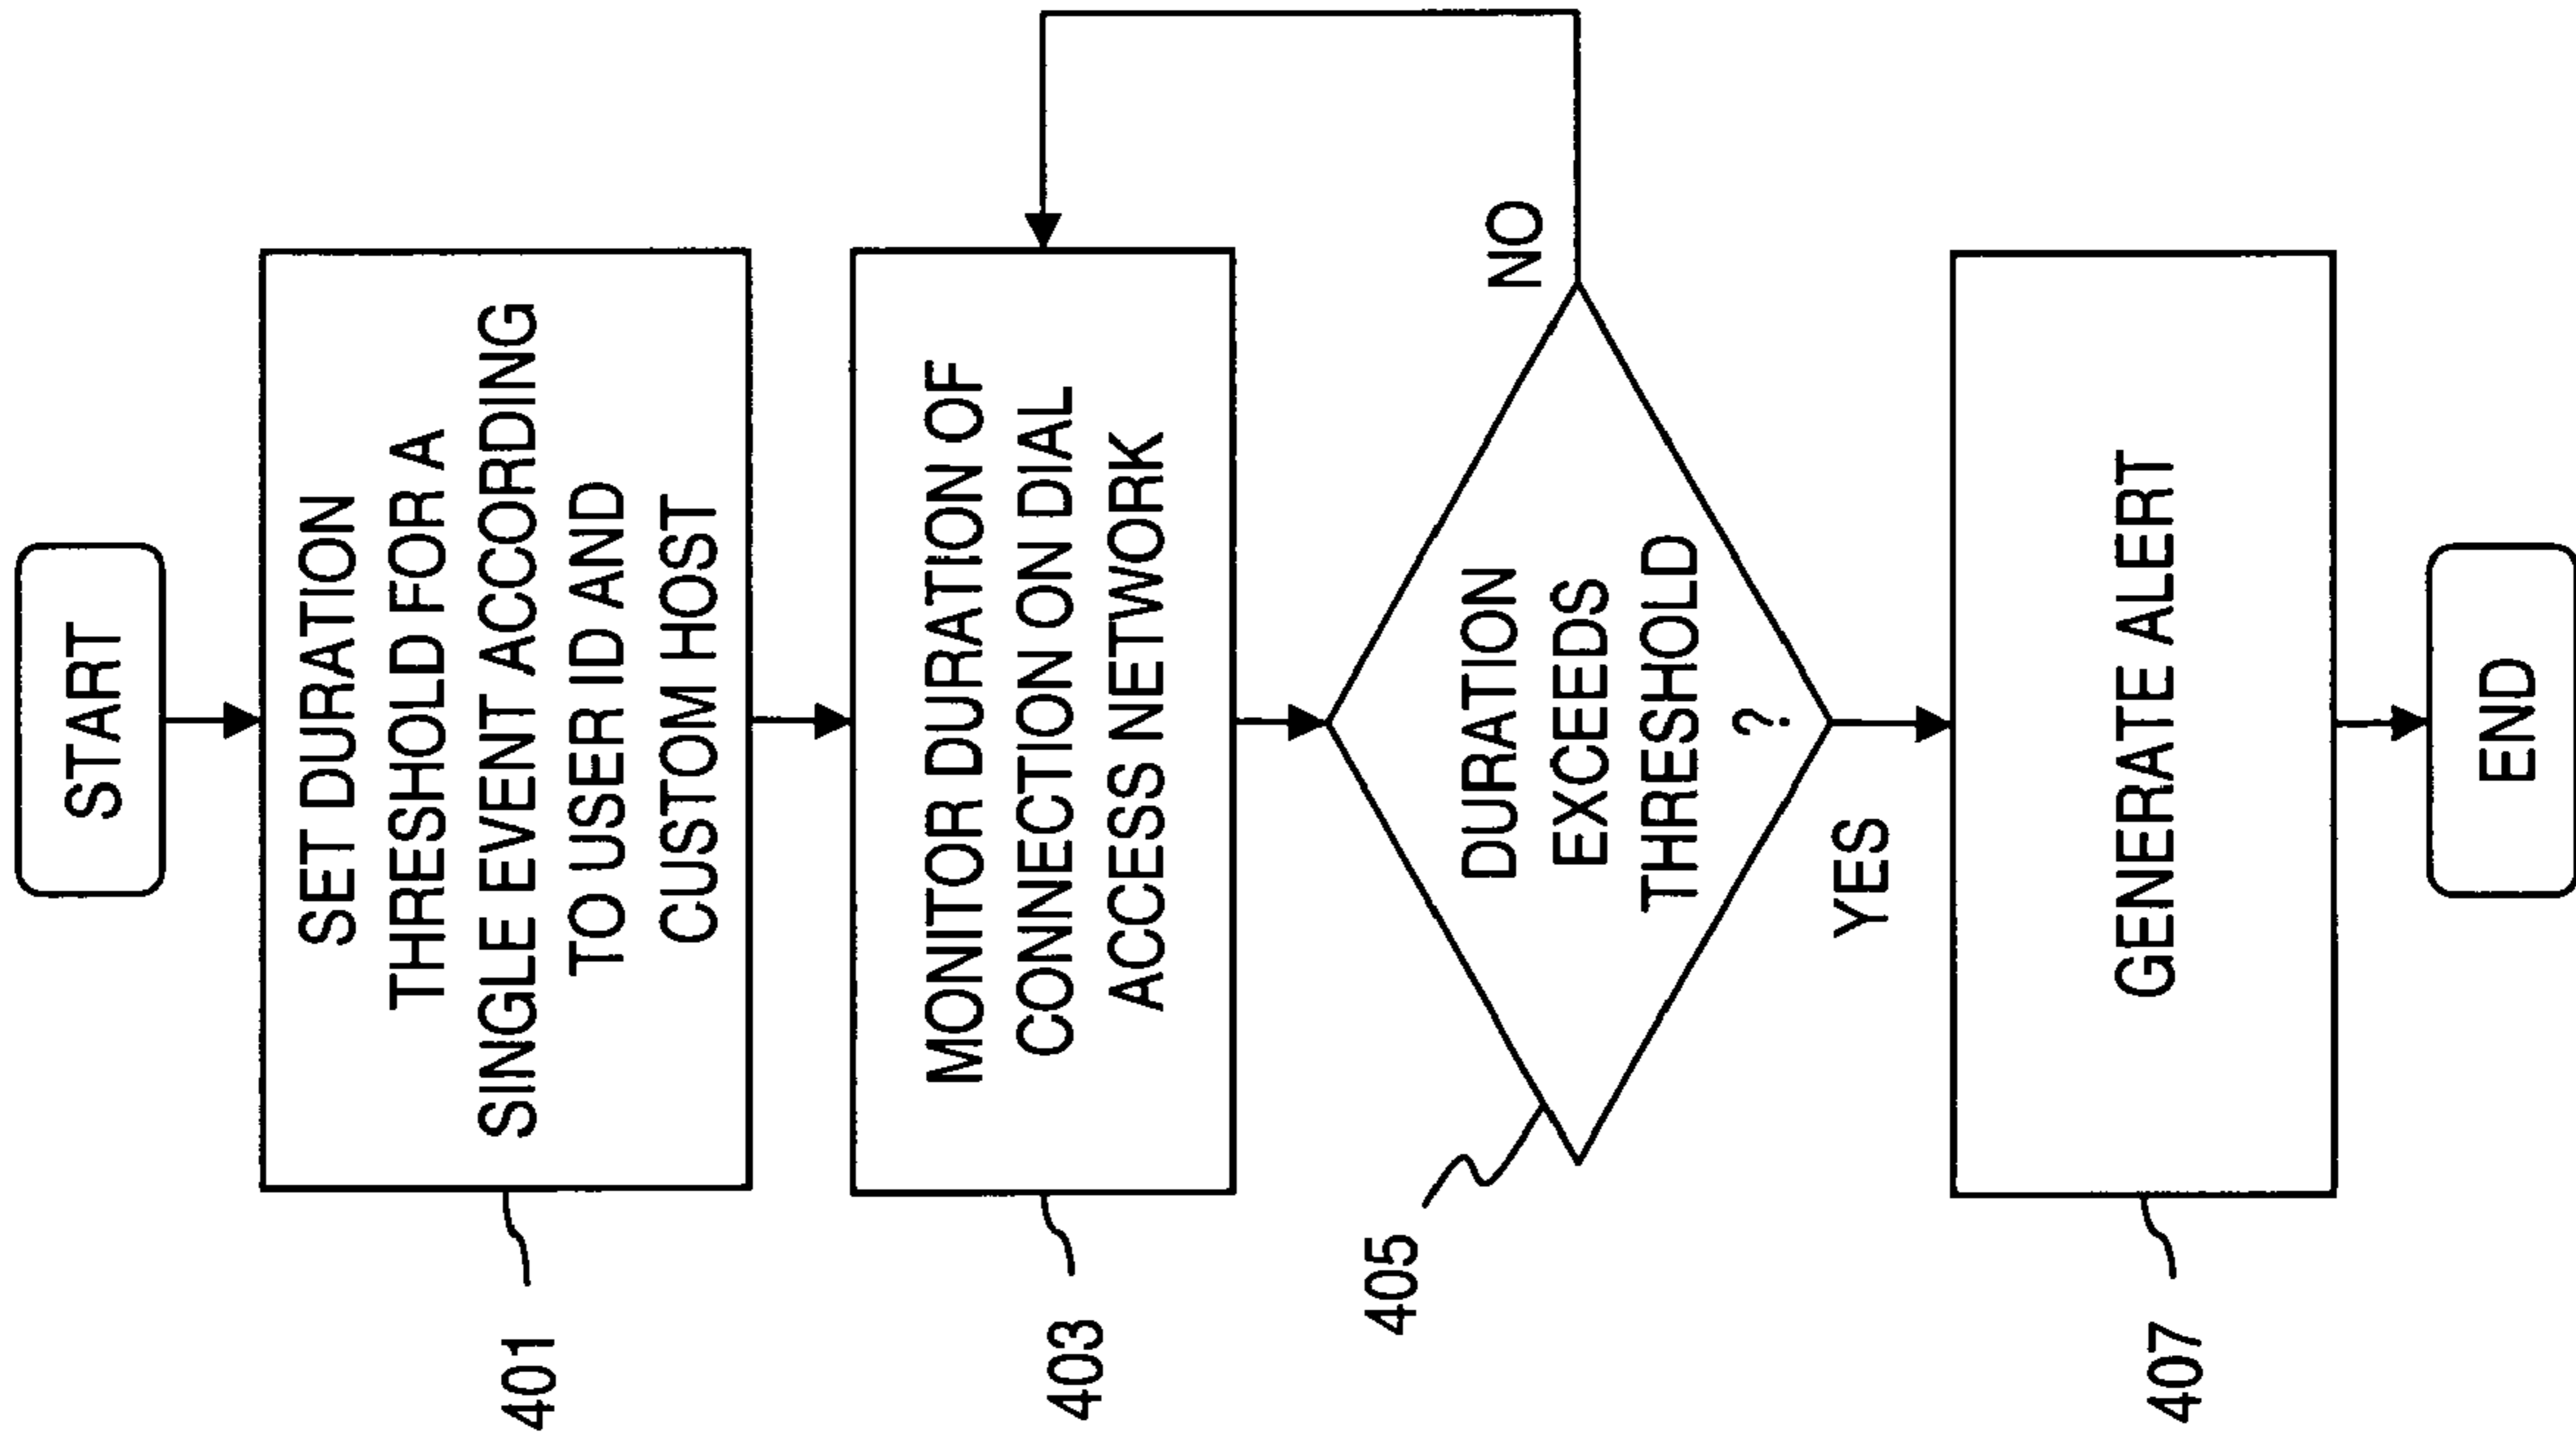 START
SET DURATION
THRESHOLD FOR A
SINGLE EVENT ACCORDING
TO USER ID AND
CUSTOM HOST
401
MONITOR DURATION OF
CONNECTION ON DIAL
ACCESS NETWORK
403
DURATION
EXCEEDS
THRESHOLD
?
405
NO
YES
GENERATE ALERT
407
END